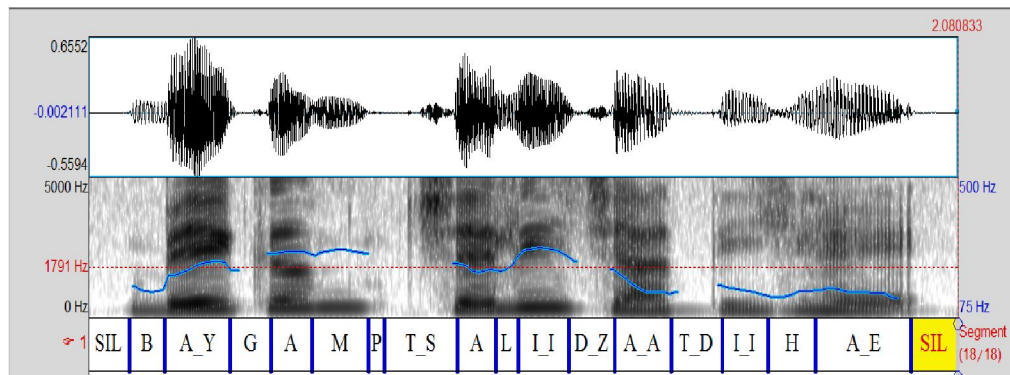 2.080833
0.6552
-0.002111
0.5594
5000 Hz 500 Hz
1791 Hz
0 Hz 75 Hz
☞ 1 SIL B A_Y G A M P T_S A L I_I D_Z A_A T_D I_I H A_E SIL Segment
(18/18)